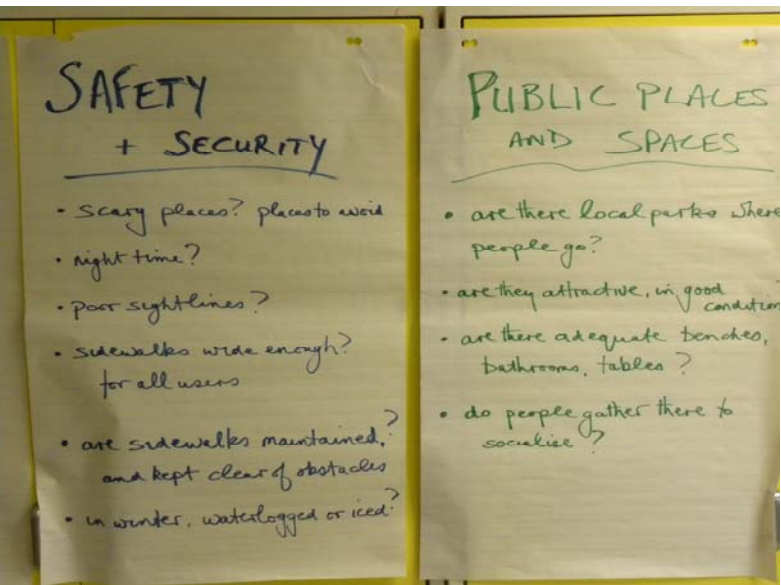 SAFETY
+ SECURITY
• scary places? places to avoid
• night time?
• poor sightlines?
• sidewalks wide enough?
for all users
• are sidewalks maintained,?
and kept clear of obstacles
• in winter, waterlogged or iced?
PUBLIC PLACES
AND SPACES
• are there local parks where
people go?
• are they attractive, in good
condition
• are there adequate benches,
bathrooms, tables?
• do people gather there to
socialise?